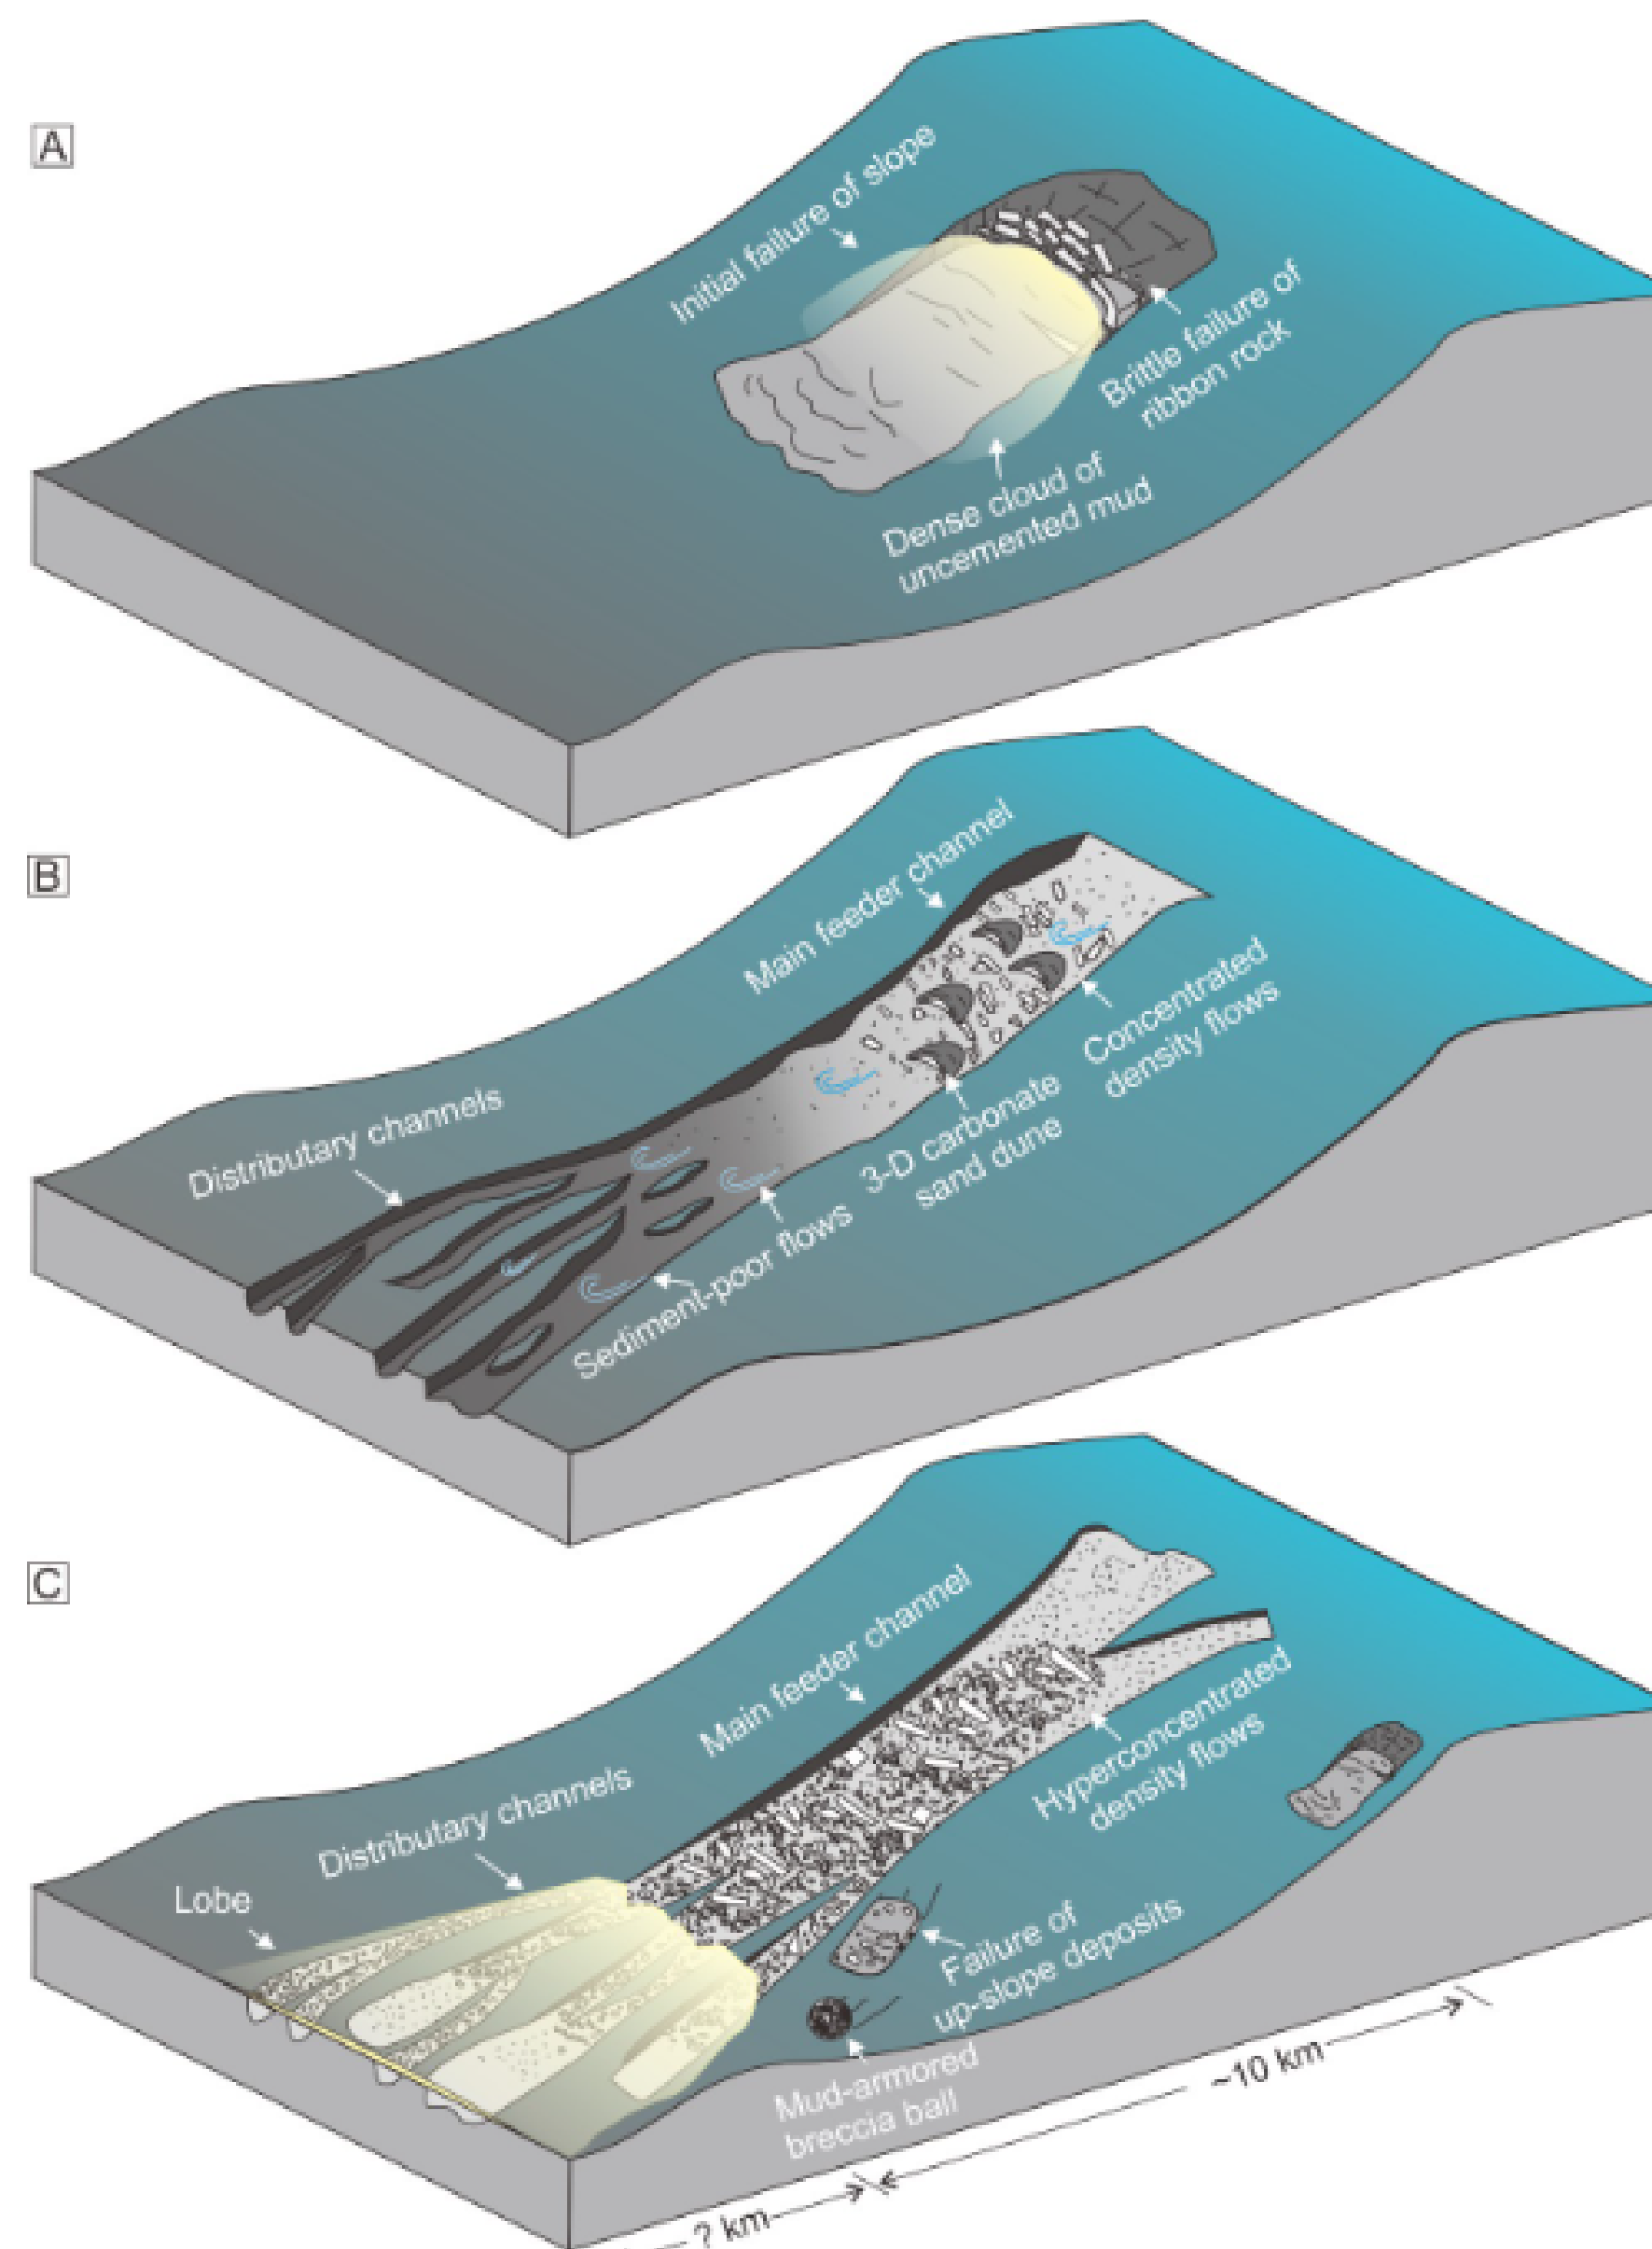 A
Initial failure of slope
Brittle failure of
ribbon rock
Dense cloud of
uncemented mud
B
Main feeder channel
Concentrated
density flows
Distributary channels
3-D carbonate
sand dune
Sediment-poor flows
C
Main feeder channel
Hyperconcentrated
density flows
Distributary channels
Lobe
Failure of
up-slope deposits
Mud-armored
breccia ball
~10 km
? km